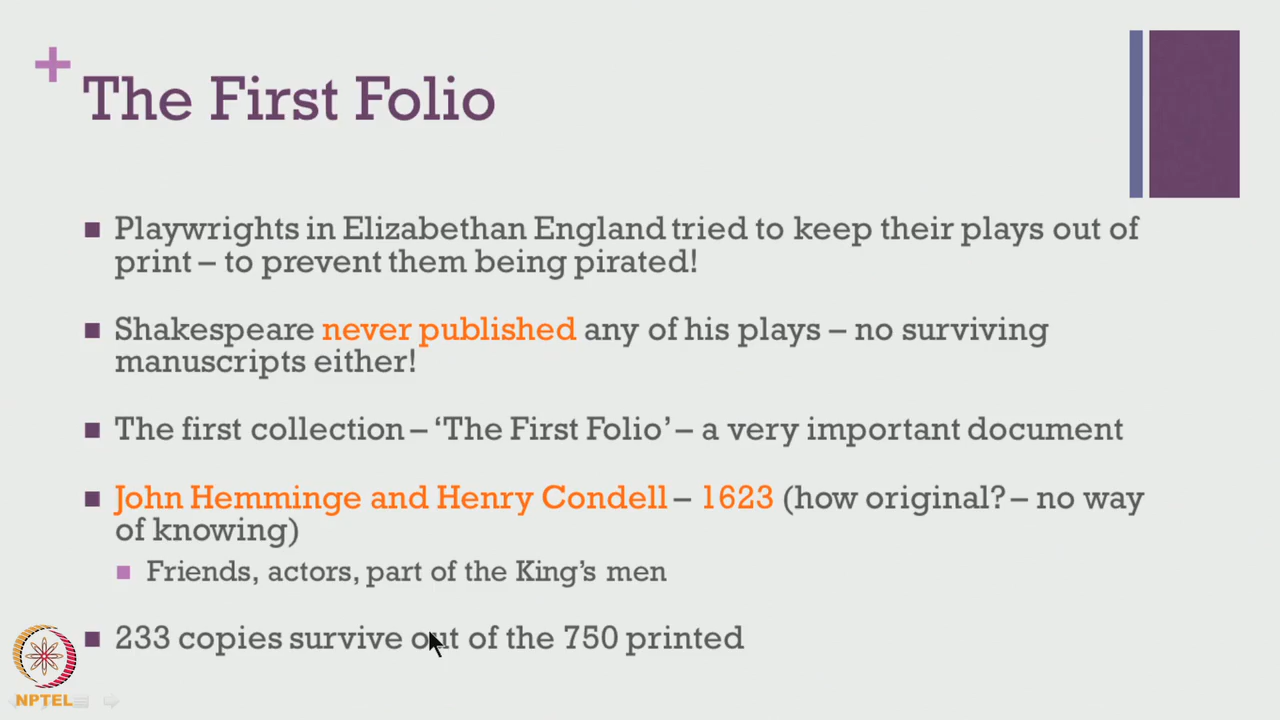 +
The First Folio
Playwrights in Elizabethan England tried to keep their plays out of
print – to prevent them being pirated!
Shakespeare never published any of his plays – no surviving
manuscripts either!
The first collection – ‘The First Folio’ – a very important document
John Hemminge and Henry Condell – 1623 (how original? – no way
of knowing)
Friends, actors, part of the King’s men
233 copies survive out of the 750 printed
NPTEL